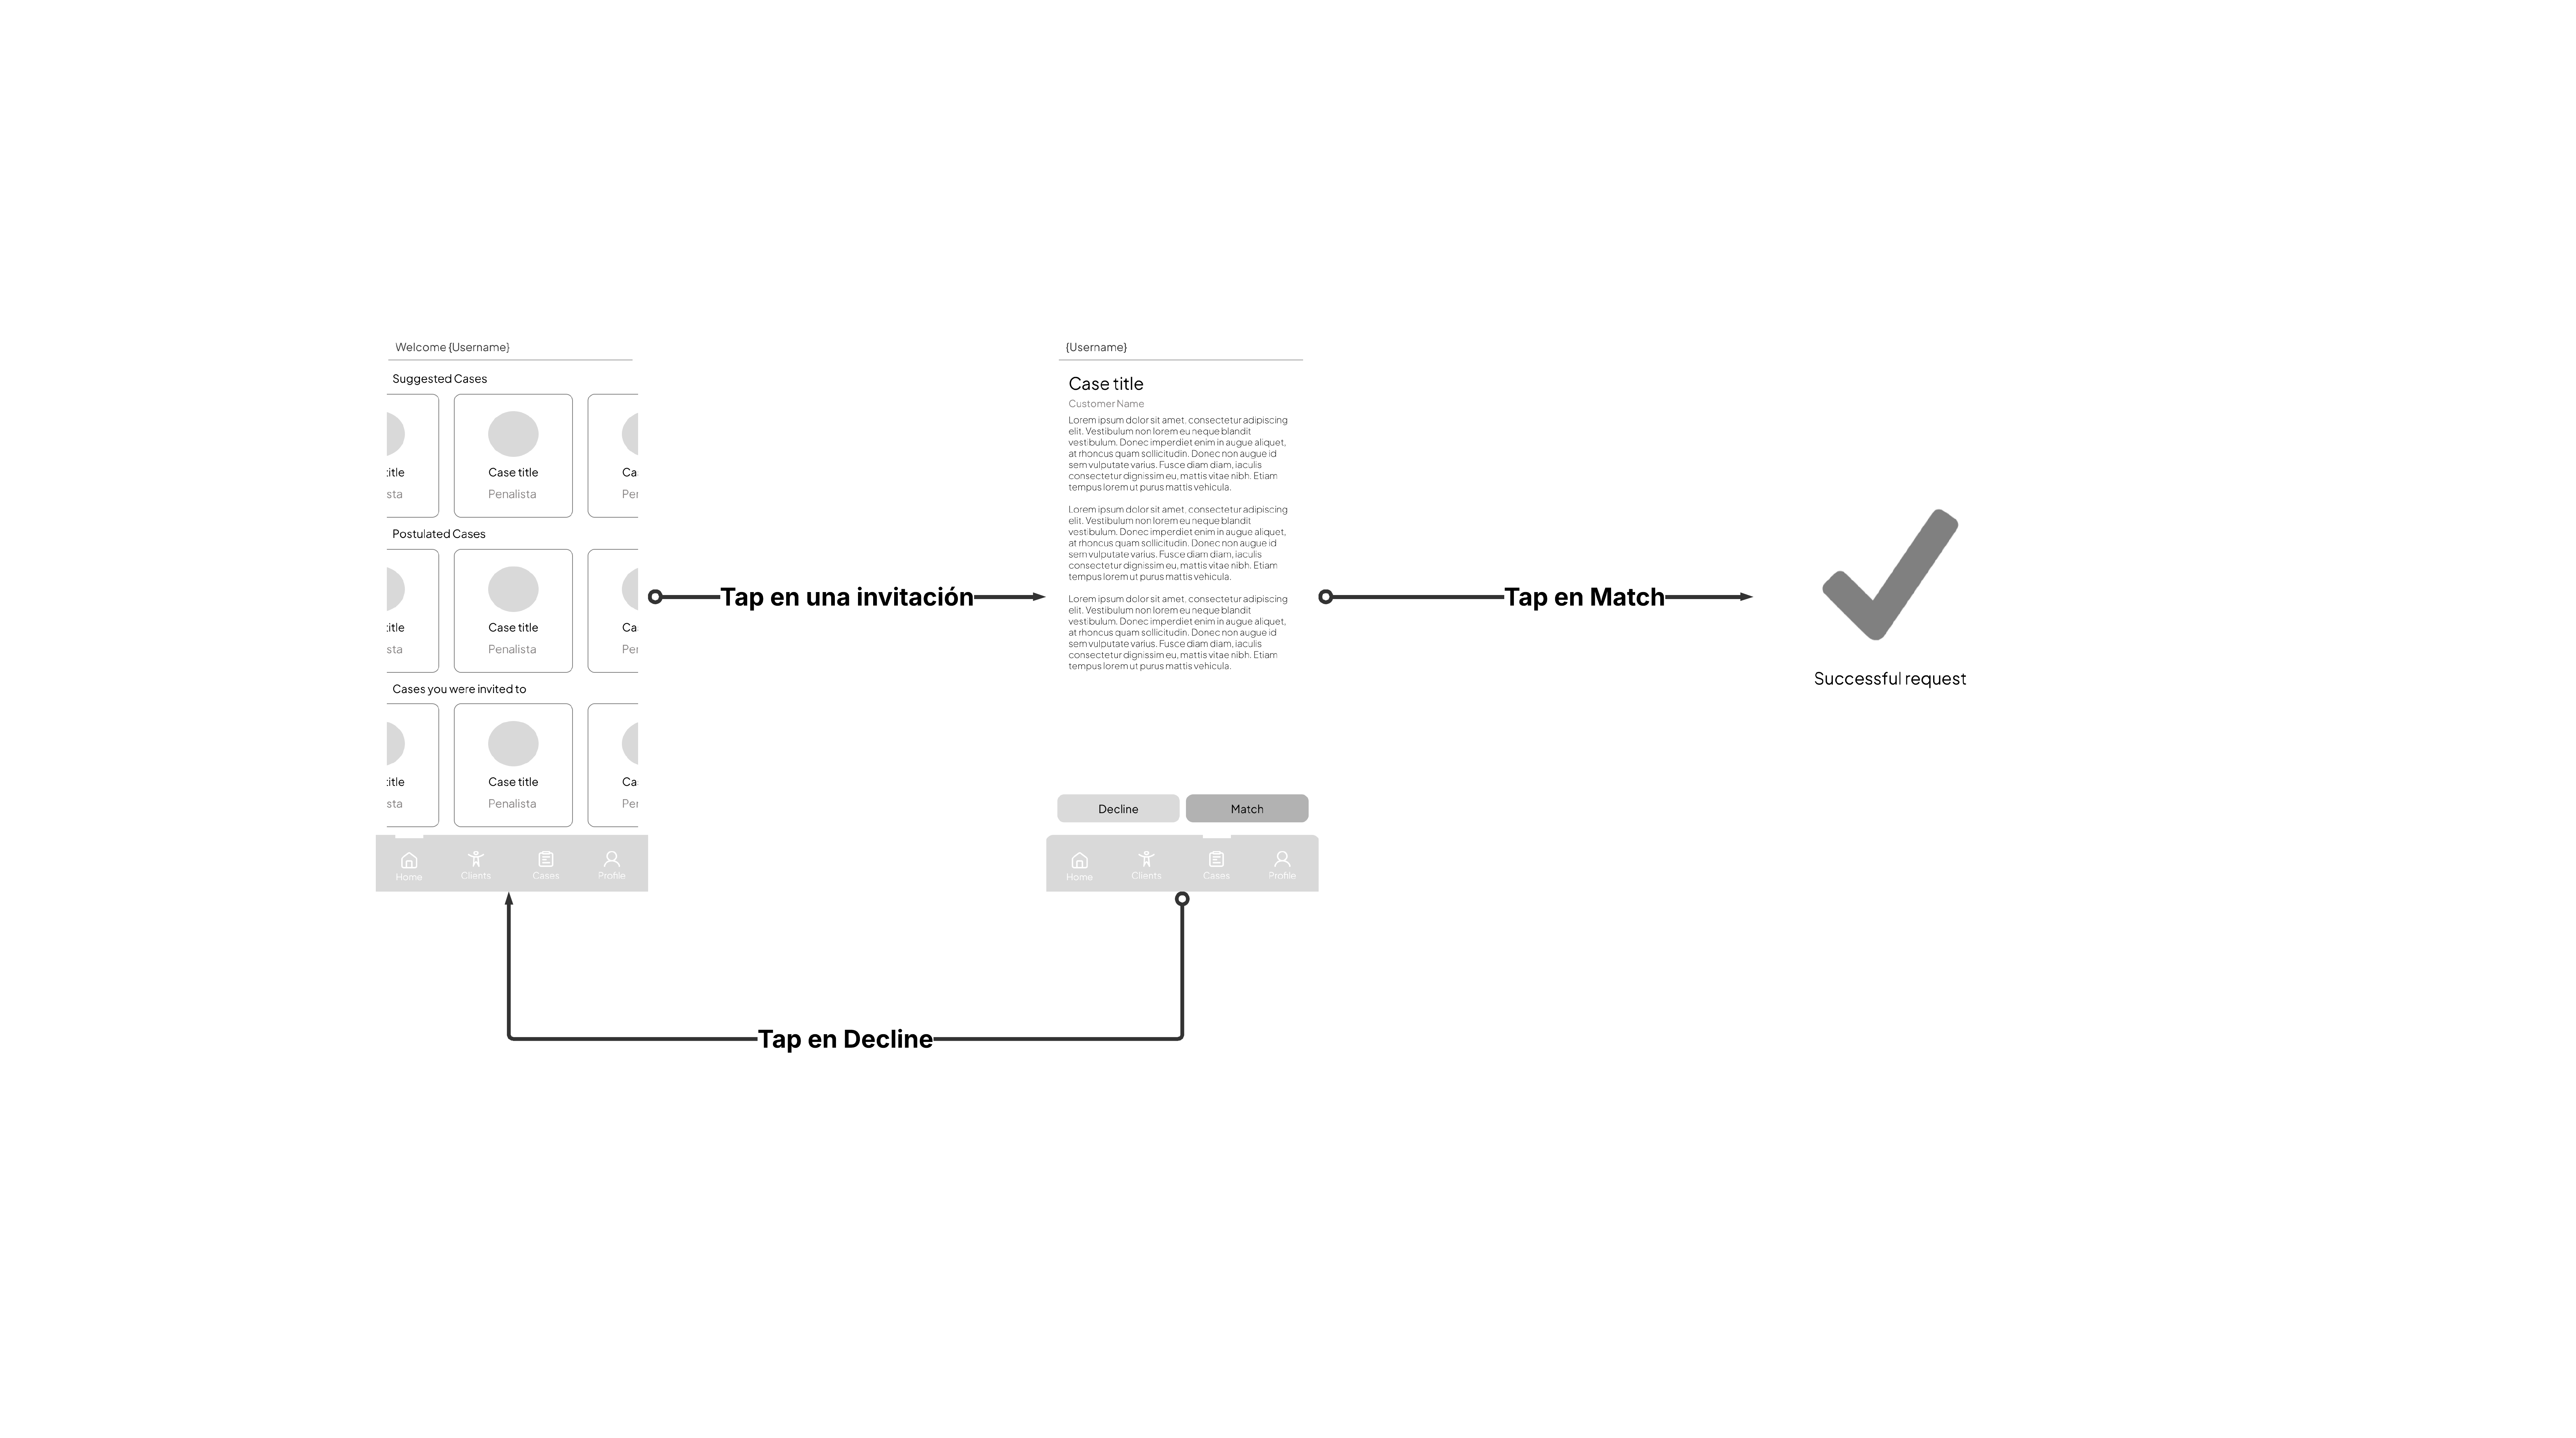 Welcome {Username}
Suggested Cases
:itle
Case title
Ca
sta
Penalista
Per
Postulated Cases
:itle
Case title
Ca
sta
Penalista
Per
Cases you were invited to
:itle
Case title
Ca
sta
Penalista
Per
Home
Clients
Cases
Profile
Tap en una invitación
{Username}
Case title
Customer Name
Lorem ipsum dolor sit amet, consectetur adipiscing
elit. Vestibulum non lorem eu neque blandit
vestibulum. Donec imperdiet enim in augue aliquet,
at rhoncus quam sollicitudin. Donec non augue id
sem vulputate varius. Fusce diam diam, iaculis
consectetur dignissim eu, mattis vitae nibh. Etiam
tempus lorem ut purus mattis vehicula.
Lorem ipsum dolor sit amet, consectetur adipiscing
elit. Vestibulum non lorem eu neque blandit
vestibulum. Donec imperdiet enim in augue aliquet,
at rhoncus quam sollicitudin. Donec non augue id
sem vulputate varius. Fusce diam diam, iaculis
consectetur dignissim eu, mattis vitae nibh. Etiam
tempus lorem ut purus mattis vehicula.
Lorem ipsum dolor sit amet, consectetur adipiscing
elit. Vestibulum non lorem eu neque blandit
vestibulum. Donec imperdiet enim in augue aliquet,
at rhoncus quam sollicitudin. Donec non augue id
sem vulputate varius. Fusce diam diam, iaculis
consectetur dignissim eu, mattis vitae nibh. Etiam
tempus lorem ut purus mattis vehicula.
Decline
Match
Home
Clients
Cases
Profile
Tap en Match
Successful request
Tap en Decline